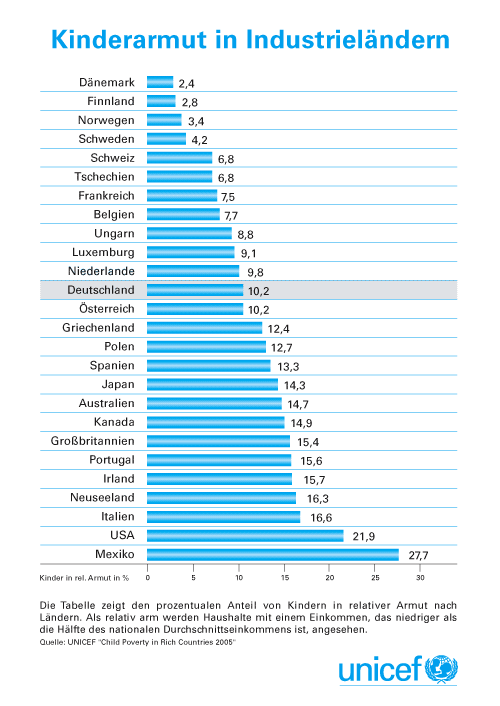 Kinderarmut in Industrieländern
Dänemark 2,4
Finnland 2,8
Norwegen 3,4
Schweden 4,2
Schweiz 6,8
Tschechien 6,8
Frankreich 7,5
Belgien 7,7
Ungarn 8,8
Luxemburg 9,1
Niederlande 9,8
Deutschland 10,2
Österreich 10,2
Griechenland 12,4
Polen 12,7
Spanien 13,3
Japan 14,3
Australien 14,7
Kanada 14,9
Großbritannien 15,4
Portugal 15,6
Irland 15,7
Neuseeland 16,3
Italien 16,6
USA 21,9
Mexiko 27,7
Kinder in rel. Armut in % 0 5 10 15 20 25 30
Die Tabelle zeigt den prozentualen Anteil von Kindern in relativer Armut nach
Ländern. Als relativ arm werden Haushalte mit einem Einkommen, das niedriger als
die Hälfte des nationalen Durchschnittseinkommens ist, angesehen.
Quelle: UNICEF "Child Poverty in Rich Countries 2005"
unicef